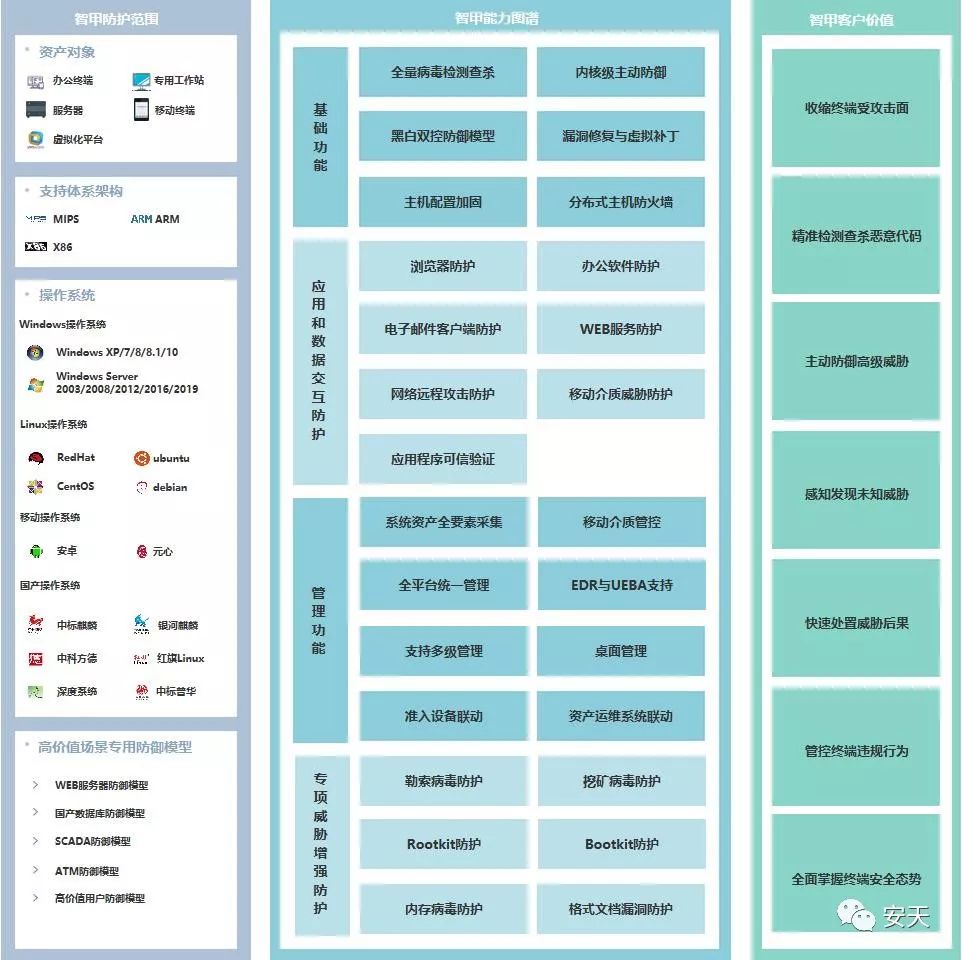 智甲防护范围
资产对象
办公终端
专用工作站
服务器
移动终端
虚拟化平台
支持体系架构
MIPS MIPS
ARM ARM
X86 X86
操作系统
Windows操作系统
Windows XP/7/8/8.1/10
Windows Server
2003/2008/2012/2016/2019
Linux操作系统
RedHat
ubuntu
CentOS
debian
移动操作系统
安卓
元心
国产操作系统
中标麒麟
银河麒麟
中科方德
红旗Linux
深度系统
中标普华
高价值场景专用防御模型
WEB服务器防御模型
国产数据库防御模型
SCADA防御模型
ATM防御模型
高价值用户防御模型
智甲能力图谱
基础功能
全量病毒检测查杀
内核级主动防御
黑白双控防御模型
漏洞修复与虚拟补丁
主机配置加固
分布式主机防火墙
应用和数据交互防护
浏览器防护
办公软件防护
电子邮件客户端防护
WEB服务防护
网络远程攻击防护
移动介质威胁防护
应用程序可信验证
管理功能
系统资产全要素采集
移动介质管控
全平台统一管理
EDR与UEBA支持
支持多级管理
桌面管理
准入设备联动
资产运维系统联动
专项威胁增强防护
勒索病毒防护
挖矿病毒防护
Rootkit防护
Bootkit防护
内存病毒防护
格式文档漏洞防护
智甲客户价值
收缩终端受攻击面
精准检测查杀恶意代码
主动防御高级威胁
感知发现未知威胁
快速处置威胁后果
管控终端违规行为
全面掌握终端安全态势
安天